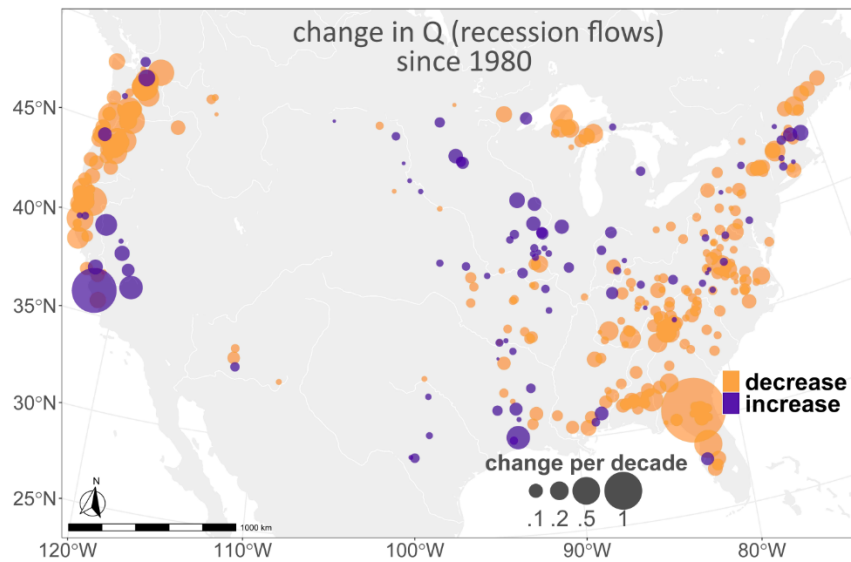 change in Q (recession flows)
since 1980
45°N
40°N
35°N
30°N
25°N
decrease
increase
change per decade
.1 .2 .5 1
N
1000 km
120°W 110°W 100°W 90°W 80°W